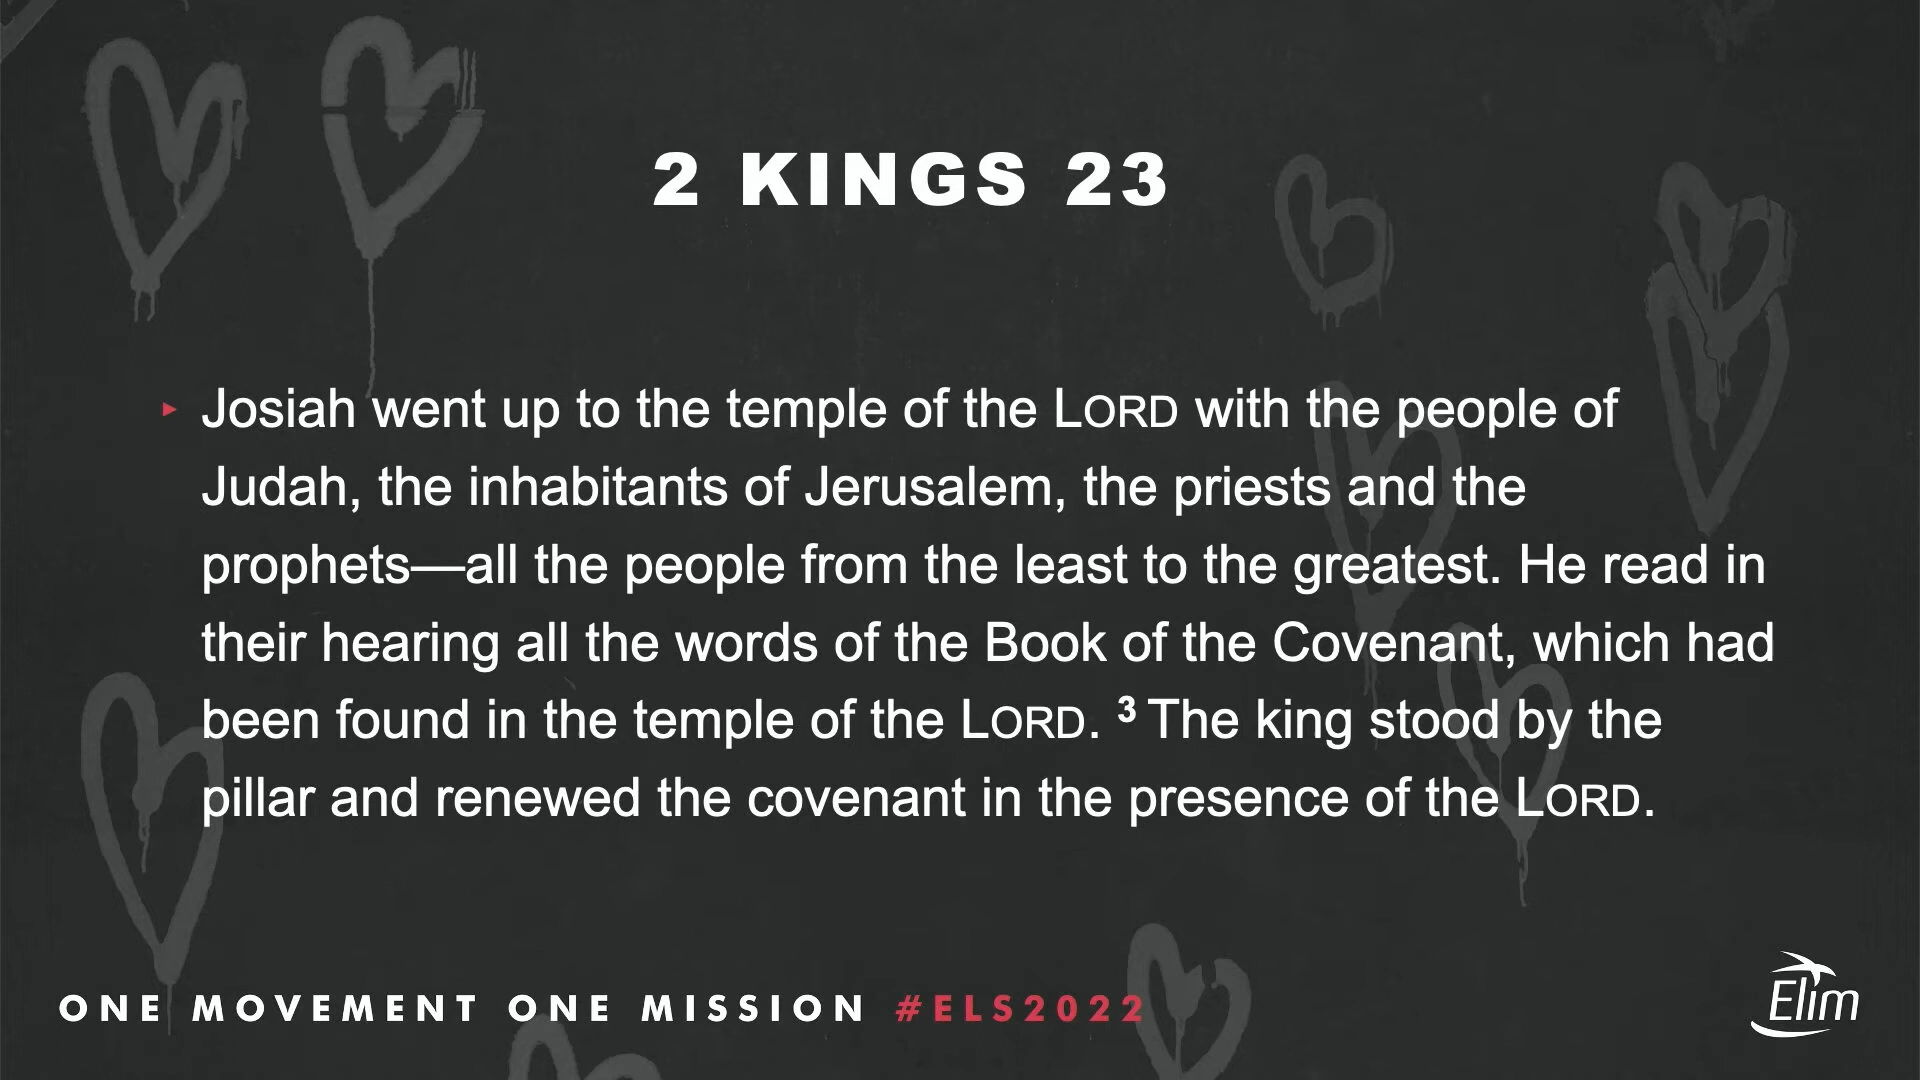 2 KINGS 23
▸ Josiah went up to the temple of the LORD with the people of
Judah, the inhabitants of Jerusalem, the priests and the
prophets—all the people from the least to the greatest. He read in
their hearing all the words of the Book of the Covenant, which had
been found in the temple of the LORD. ³ The king stood by the
pillar and renewed the covenant in the presence of the LORD.
ONE MOVEMENT ONE MISSION #ELS2022
Elim